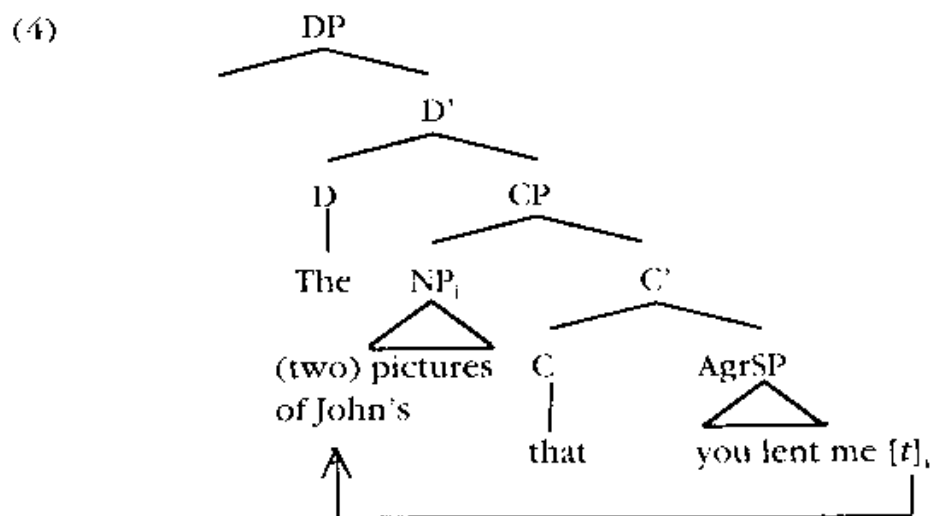 (4) DP
D'
D CP
The NPᵢ C'
(two) pictures C AgrSP
of John's
that you lent me [t]ᵢ